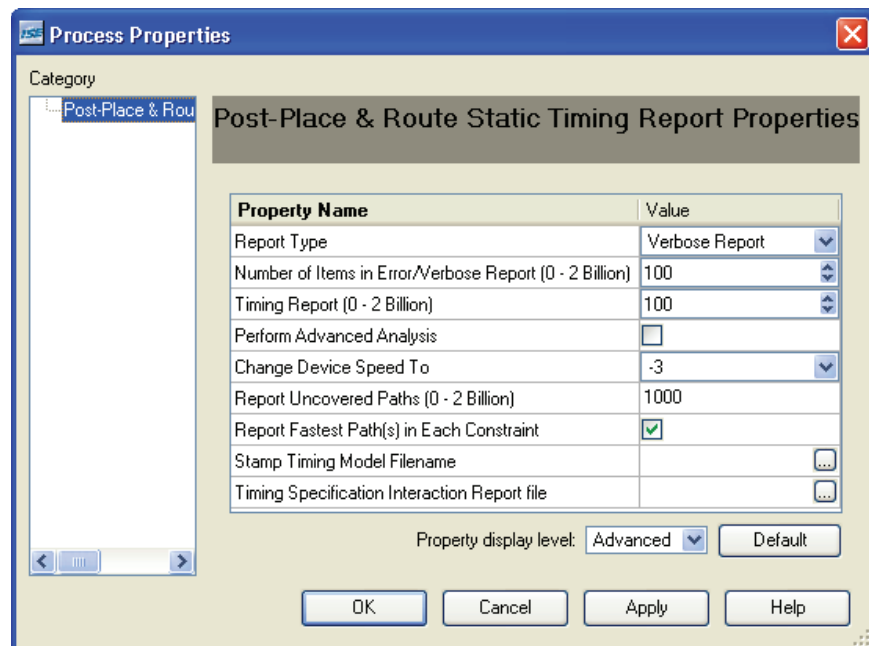 ISE Process Properties
Category
Post-Place & Rou
Post-Place & Route Static Timing Report Properties
Property Name Value
Report Type Verbose Report
Number of Items in Error/Verbose Report (0 - 2 Billion) 100
Timing Report (0 - 2 Billion) 100
Perform Advanced Analysis
Change Device Speed To -3
Report Uncovered Paths (0 - 2 Billion) 1000
Report Fastest Path(s) in Each Constraint
Stamp Timing Model Filename ...
Timing Specification Interaction Report file ...
Property display level: Advanced Default
OK Cancel Apply Help